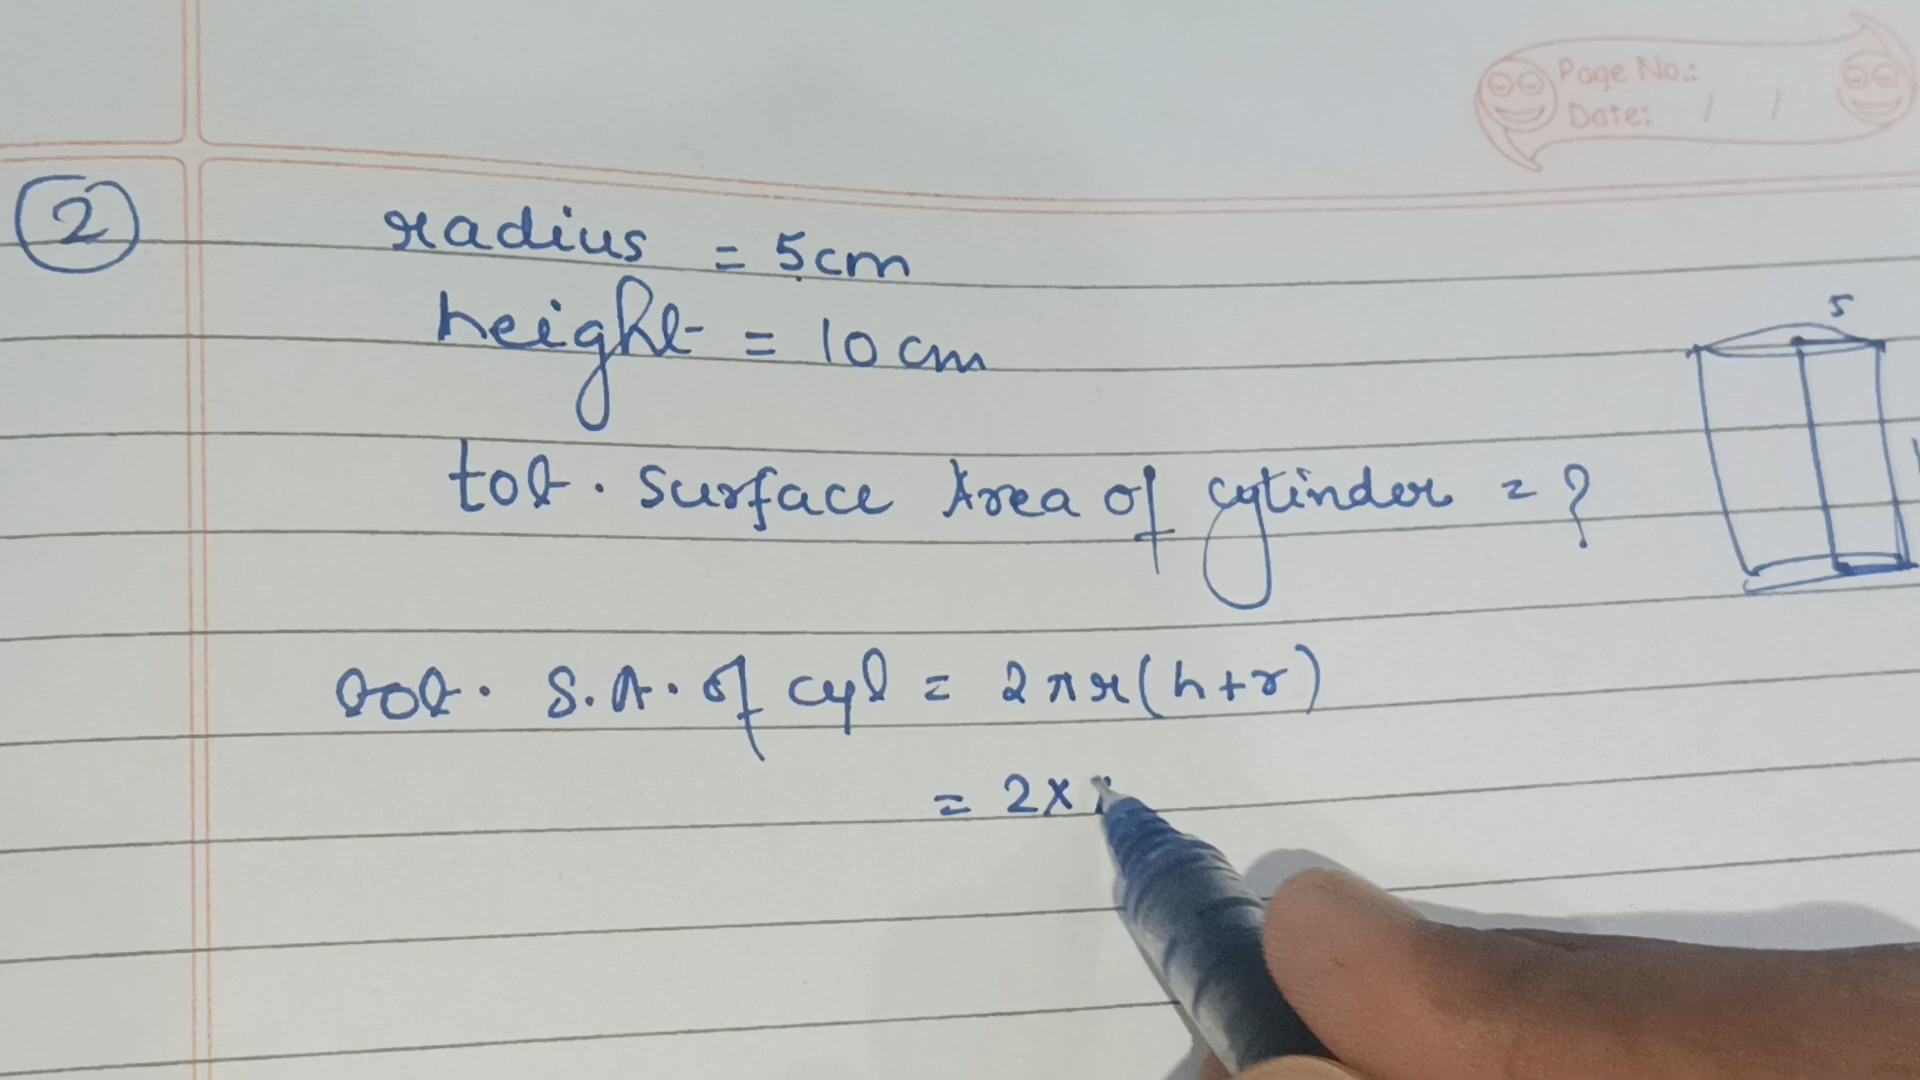 Page No.:
Date: / /
2
radius = 5cm
height = 10 cm
tot. Surface Area of cylinder = ?
5
tot. S.A. of cyl = 2πr(h+r)
= 2×